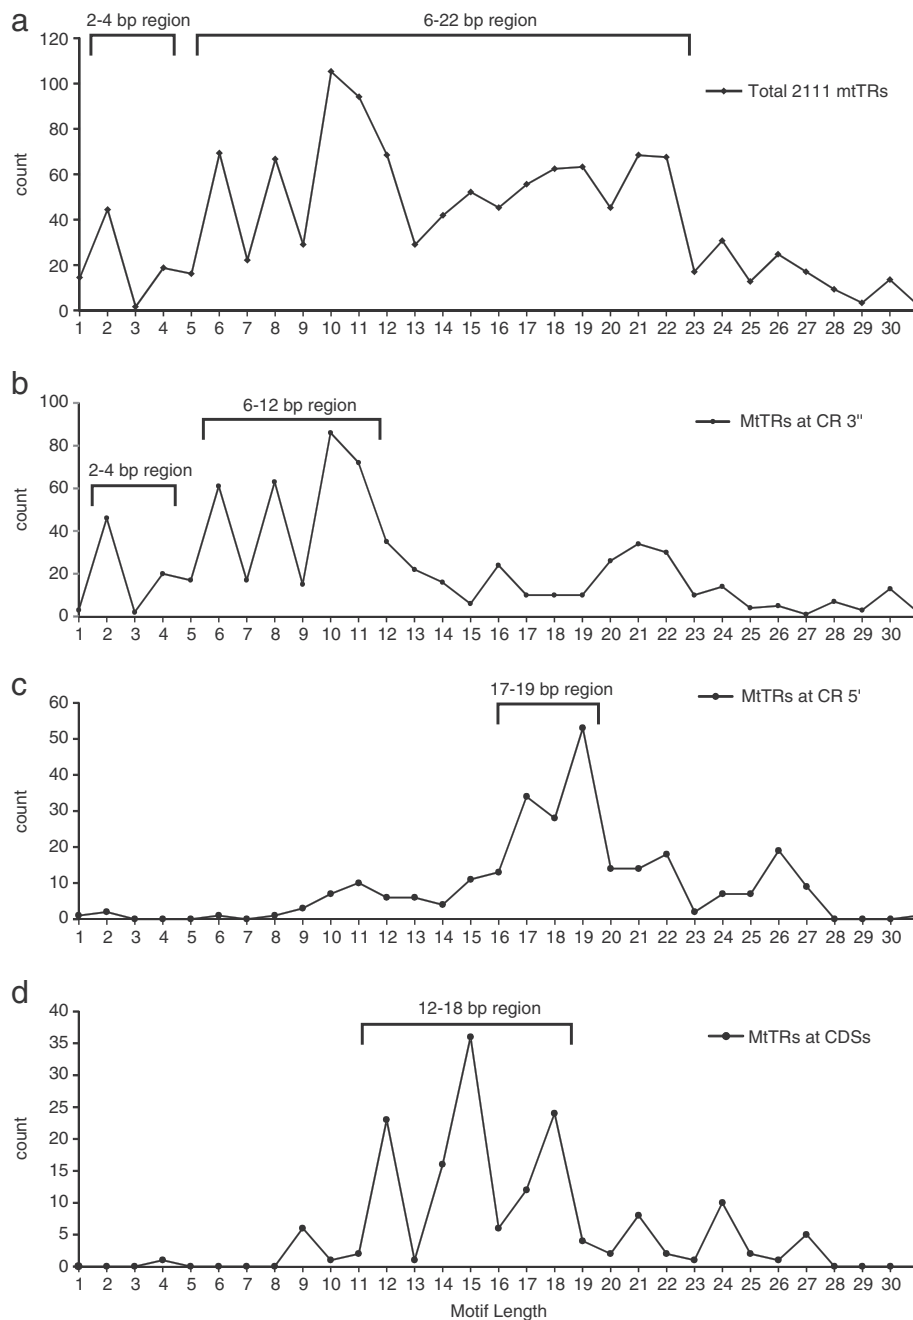 a
2-4 bp region
6-22 bp region
120
100
80
60
40
20
0
count
Total 2111 mtTRs
1 2 3 4 5 6 7 8 9 10 11 12 13 14 15 16 17 18 19 20 21 22 23 24 25 26 27 28 29 30
b
6-12 bp region
2-4 bp region
100
80
60
40
20
0
count
MtTRs at CR 3"
1 2 3 4 5 6 7 8 9 10 11 12 13 14 15 16 17 18 19 20 21 22 23 24 25 26 27 28 29 30
c
17-19 bp region
60
50
40
30
20
10
0
count
MtTRs at CR 5'
1 2 3 4 5 6 7 8 9 10 11 12 13 14 15 16 17 18 19 20 21 22 23 24 25 26 27 28 29 30
d
12-18 bp region
40
35
30
25
20
15
10
5
0
count
MtTRs at CDSs
1 2 3 4 5 6 7 8 9 10 11 12 13 14 15 16 17 18 19 20 21 22 23 24 25 26 27 28 29 30
Motif Length